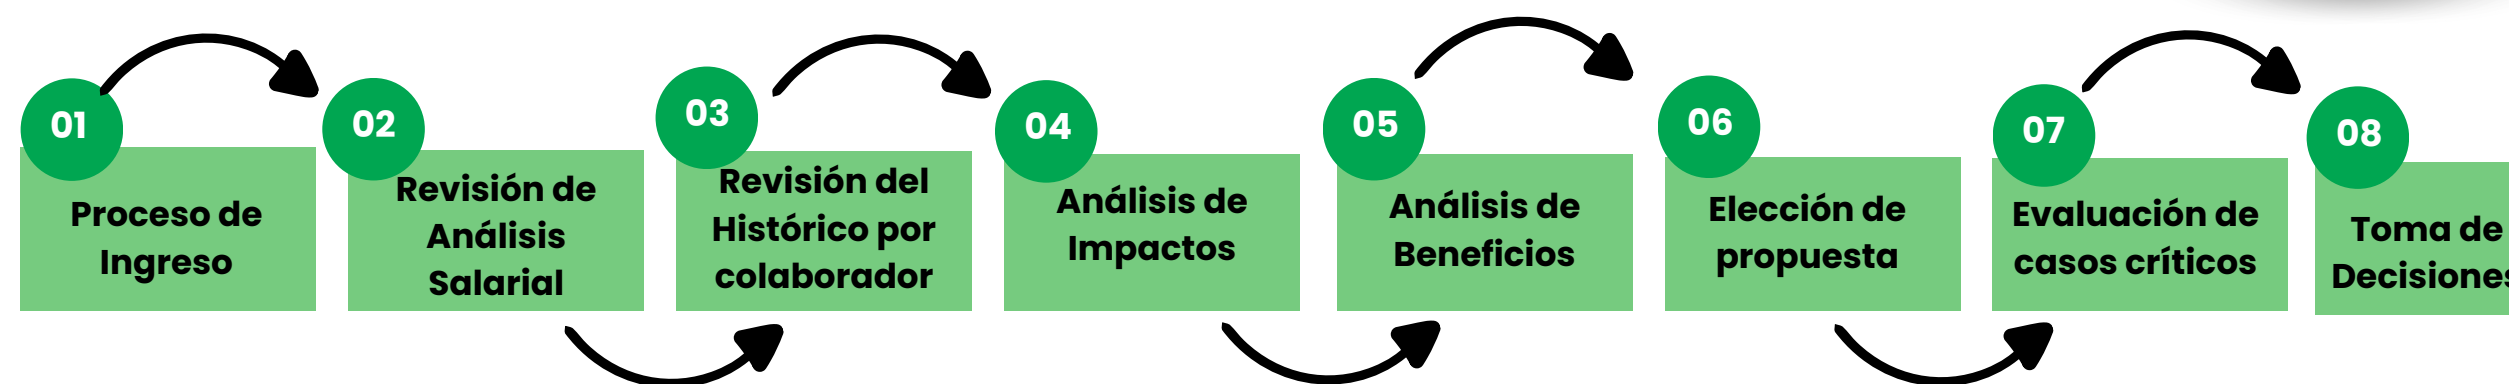 01
Proceso de
Ingreso
02
Revisión de
Análisis
Salarial
03
Revisión del
Histórico por
colaborador
04
Análisis de
Impactos
05
Análisis de
Beneficios
06
Elección de
propuesta
07
Evaluación de
casos críticos
08
Toma de
Decisiones